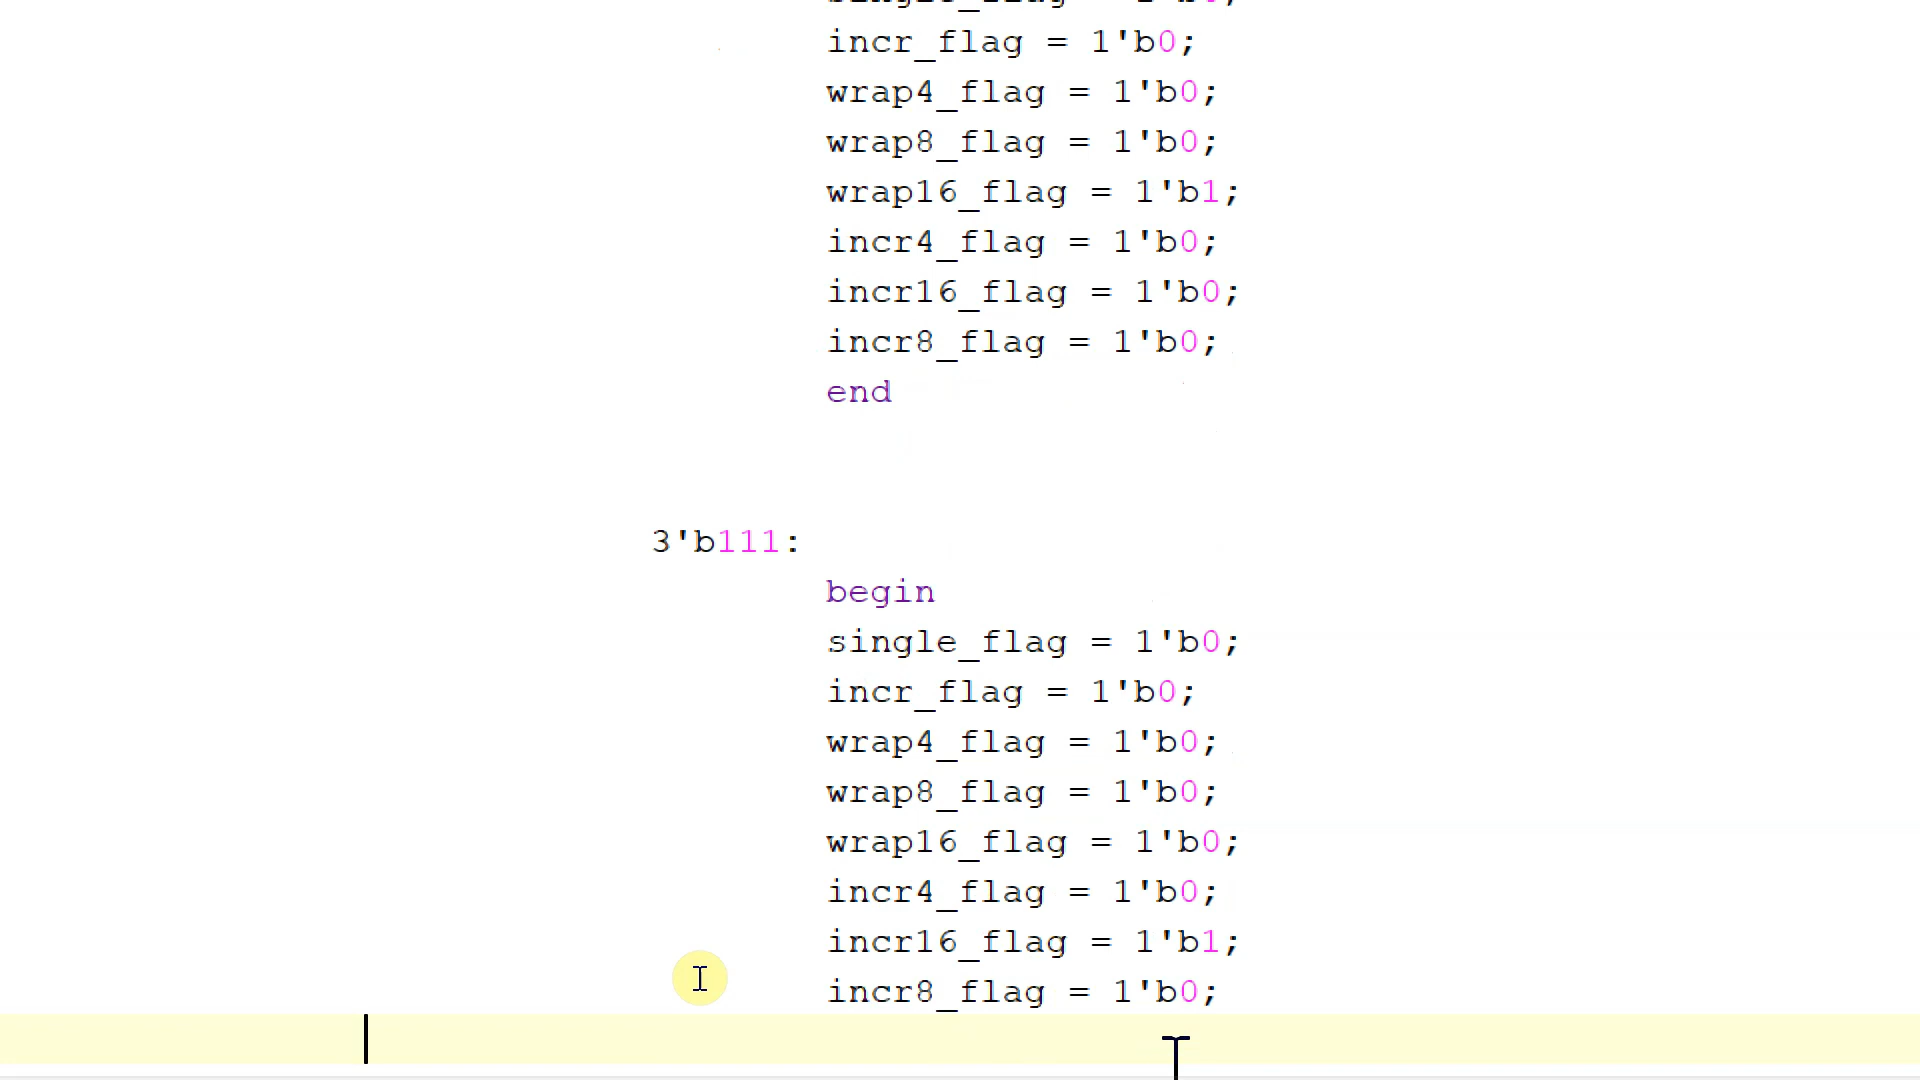 incr_flag = 1'b0;
wrap4_flag = 1'b0;
wrap8_flag = 1'b0;
wrap16_flag = 1'b1;
incr4_flag = 1'b0;
incr16_flag = 1'b0;
incr8_flag = 1'b0;
end
3'b111:
begin
single_flag = 1'b0;
incr_flag = 1'b0;
wrap4_flag = 1'b0;
wrap8_flag = 1'b0;
wrap16_flag = 1'b0;
incr4_flag = 1'b0;
incr16_flag = 1'b1;
incr8_flag = 1'b0;